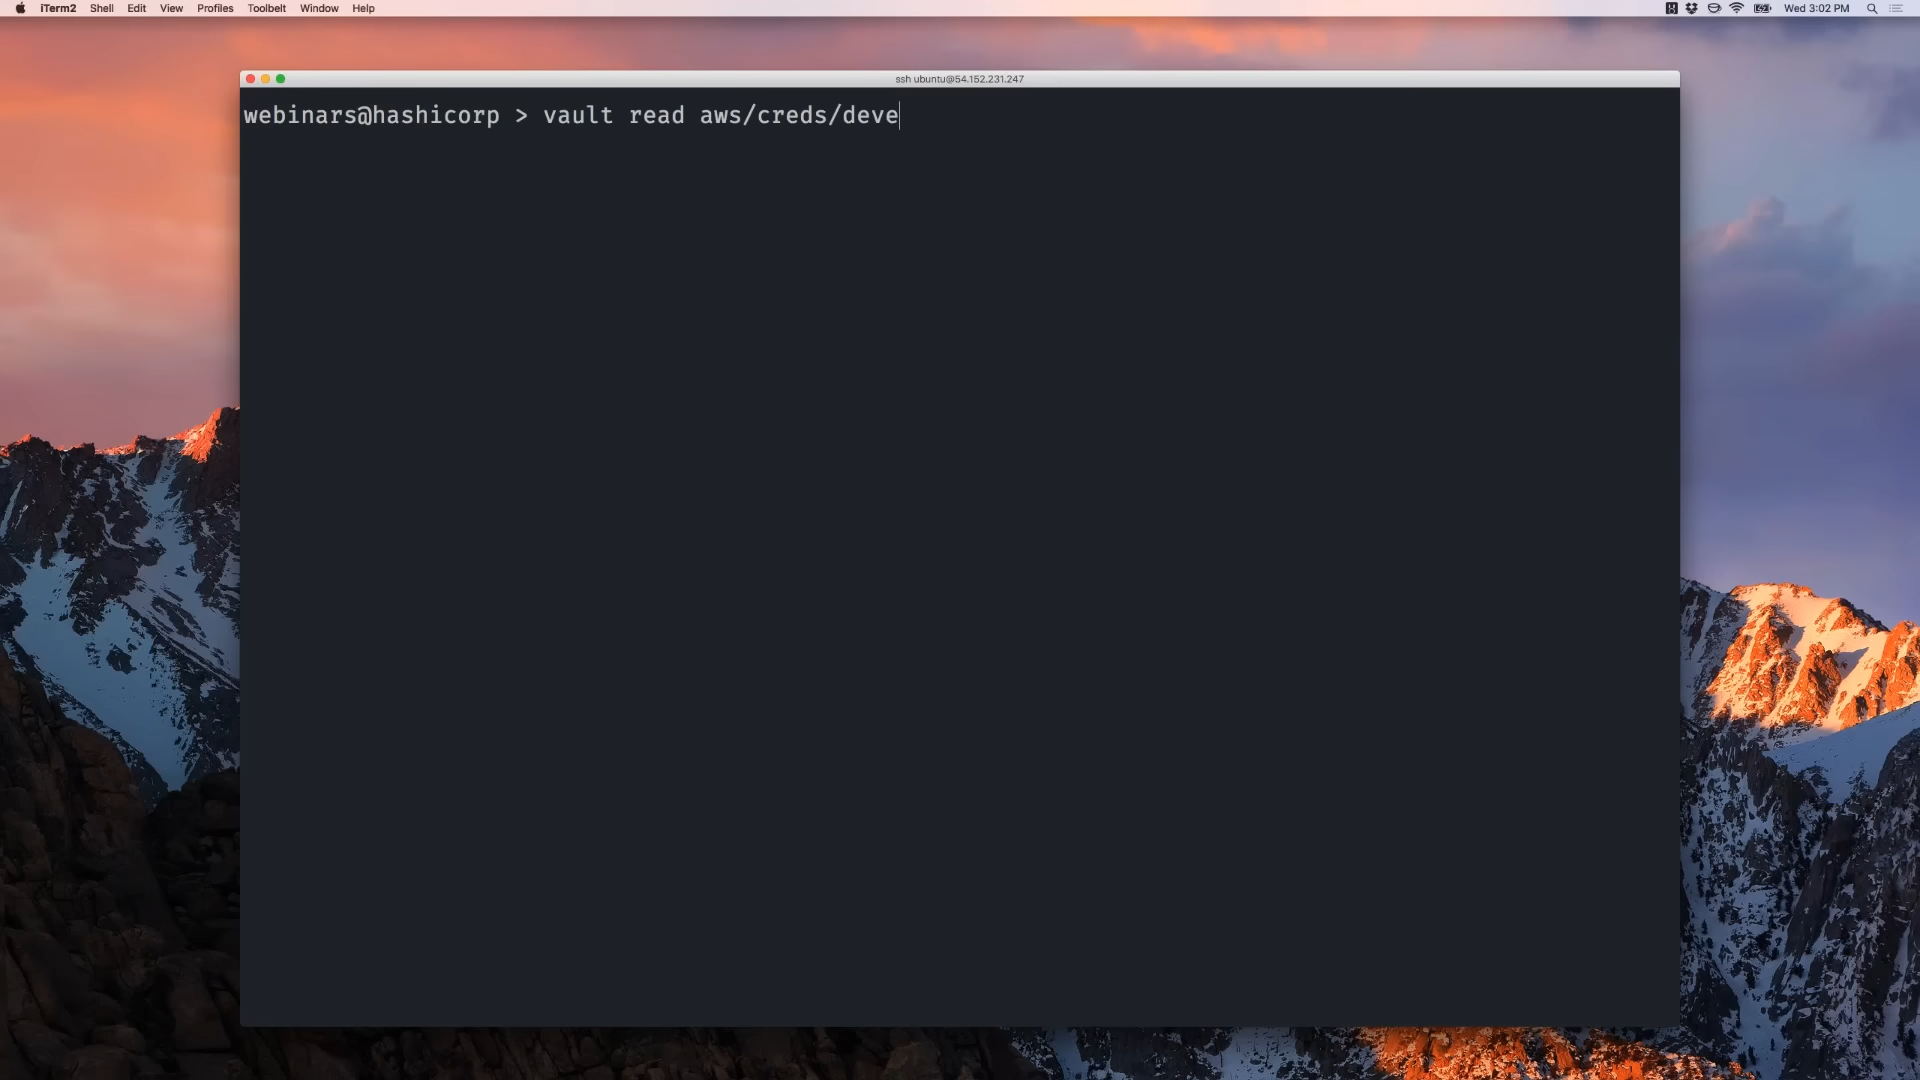 iTerm2 Shell Edit View Profiles Toolbelt Window Help Wed 3:02 PM
ssh ubuntu@54.152.231.247
webinars@hashicorp > vault read aws/creds/deve